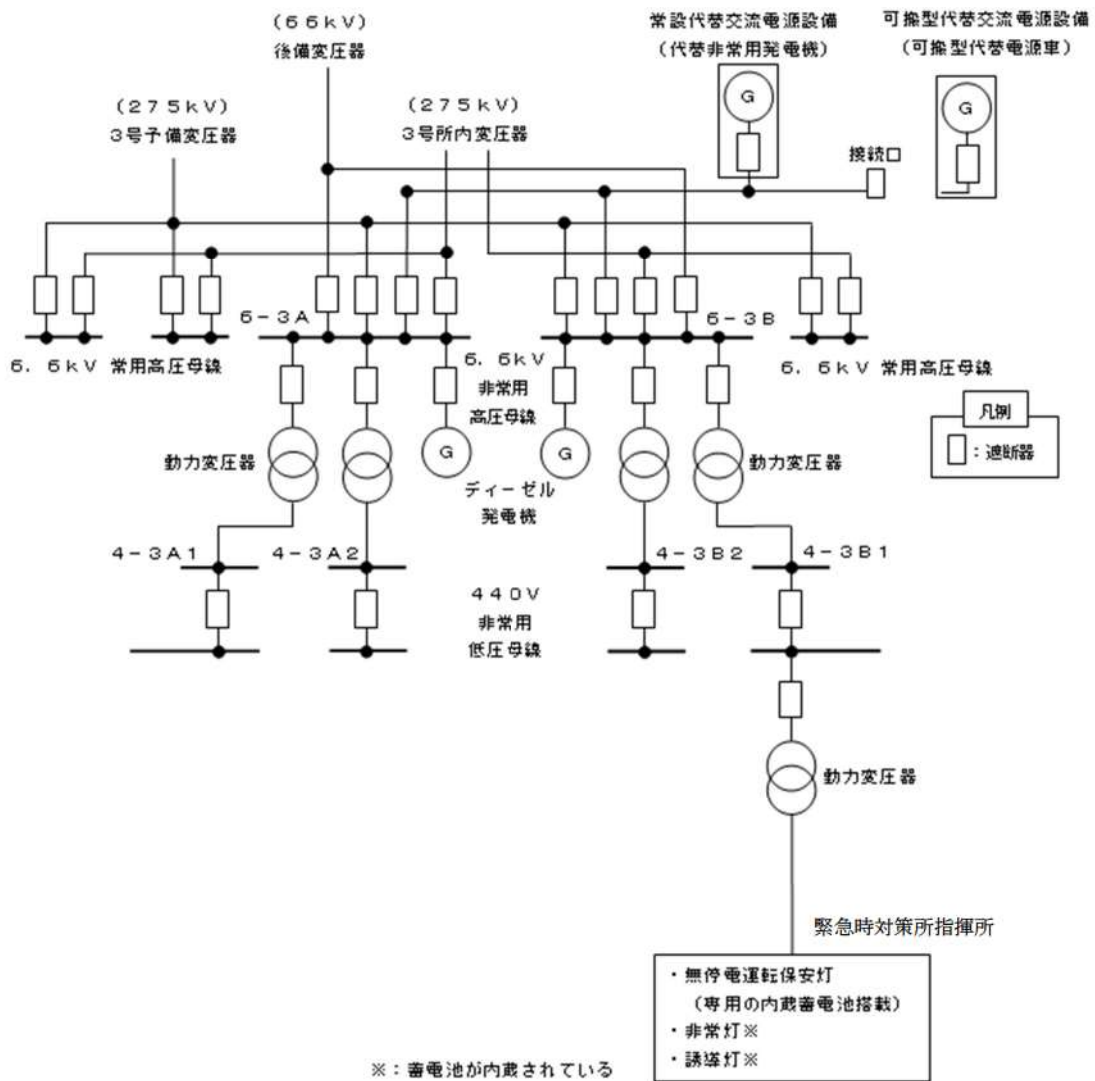 (66kV)
後備変圧器
常設代替交流電源設備
(代替非常用発電機)
可搬型代替交流電源設備
(可搬型代替電源車)
G
G
(275kV)
3号予備変圧器
(275kV)
3号所内変圧器
接続口
6-3A
6-3B
6.6kV 常用高圧母線
6.6kV
非常用
高圧母線
6.6kV 常用高圧母線
凡例
:遮断器
動力変圧器
G
G
動力変圧器
ディーゼル
発電機
4-3A1
4-3A2
4-3B2
4-3B1
440V
非常用
低圧母線
動力変圧器
緊急時対策所指揮所
・無停電運転保安灯
(専用の内蔵蓄電池搭載)
・非常灯※
・誘導灯※
※:蓄電池が内蔵されている